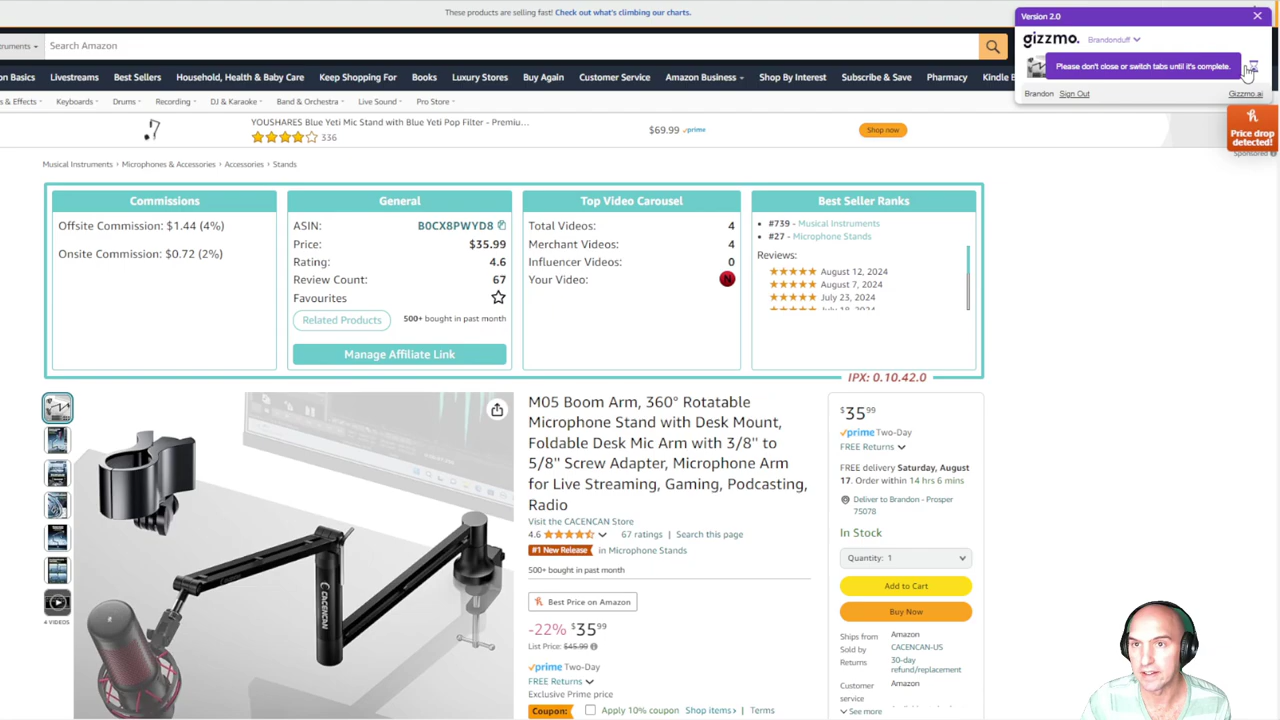 These products are selling fast! Check out what's climbing our charts.
Version 2.0
gizzmo. Brandonduff
Please don't close or switch tabs until it's complete.
Brandon Sign Out Gizzmo.ai
Search Amazon
Livestreams Best Sellers Household, Health & Baby Care Keep Shopping For Books Luxury Stores Buy Again Customer Service Amazon Business Shop By Interest Subscribe & Save Pharmacy
& Effects Keyboards Drums Recording DJ & Karaoke Band & Orchestra Live Sound Pro Store
Price drop
detected!
Sponsored
YOUSHARES Blue Yeti Mic Stand with Blue Yeti Pop Filter - Premiu...
336
$69.99 prime
Shop now
Musical Instruments › Microphones & Accessories › Accessories › Stands
Commissions
Offsite Commission: $1.44 (4%)
Onsite Commission: $0.72 (2%)
General
ASIN: B0CX8PWYD8
Price: $35.99
Rating: 4.6
Review Count: 67
Favourites
Related Products 500+ bought in past month
Manage Affiliate Link
Top Video Carousel
Total Videos: 4
Merchant Videos: 4
Influencer Videos: 0
Your Video: N
Best Seller Ranks
#739 - Musical Instruments
#27 - Microphone Stands
Reviews:
August 12, 2024
August 7, 2024
July 23, 2024
IPX: 0.10.42.0
CACENCAN
4 VIDEOS
M05 Boom Arm, 360° Rotatable
Microphone Stand with Desk Mount,
Foldable Desk Mic Arm with 3/8" to
5/8" Screw Adapter, Microphone Arm
for Live Streaming, Gaming, Podcasting,
Radio
Visit the CACENCAN Store
4.6 67 ratings | Search this page
#1 New Release in Microphone Stands
500+ bought in past month
Best Price on Amazon
-22% $35 99
List Price: $45.99
prime Two-Day
FREE Returns
Exclusive Prime price
Coupon: Apply 10% coupon Shop items › | Terms
$35 99
prime Two-Day
FREE Returns
FREE delivery Saturday, August
17. Order within 14 hrs 6 mins
Deliver to Brandon - Prosper
75078
In Stock
Quantity: 1
Add to Cart
Buy Now
Ships from Amazon
Sold by CACENCAN-US
Returns 30-day
refund/replacement
Customer
service Amazon
See more